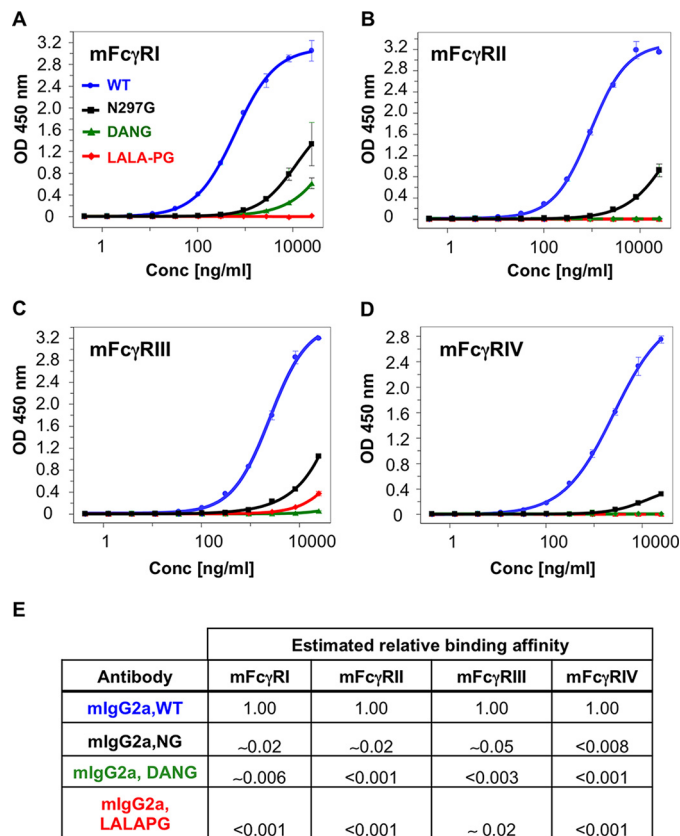 A
mFcγRI
WT
N297G
DANG
LALA-PG
OD 450 nm
3.2
2.8
2.4
2.0
1.6
1.2
0.8
0.4
0
1 100 10000
Conc [ng/ml]
B
mFcγRII
OD 450 nm
3.2
2.8
2.4
2.0
1.6
1.2
0.8
0.4
0
1 100 10000
Conc [ng/ml]
C
mFcγRIII
OD 450 nm
3.2
2.8
2.4
2.0
1.6
1.2
0.8
0.4
0
1 100 10000
Conc [ng/ml]
D
mFcγRIV
OD 450 nm
2.8
2.4
2.0
1.6
1.2
0.8
0.4
0
1 100 10000
Conc [ng/ml]
E
Estimated relative binding affinity
Antibody mFcγRI mFcγRII mFcγRIII mFcγRIV
mIgG2a,WT 1.00 1.00 1.00 1.00
mIgG2a,NG ~0.02 ~0.02 ~0.05 <0.008
mIgG2a, DANG ~0.006 <0.001 <0.003 <0.001
mIgG2a,
LALAPG <0.001 <0.001 ~ 0.02 <0.001